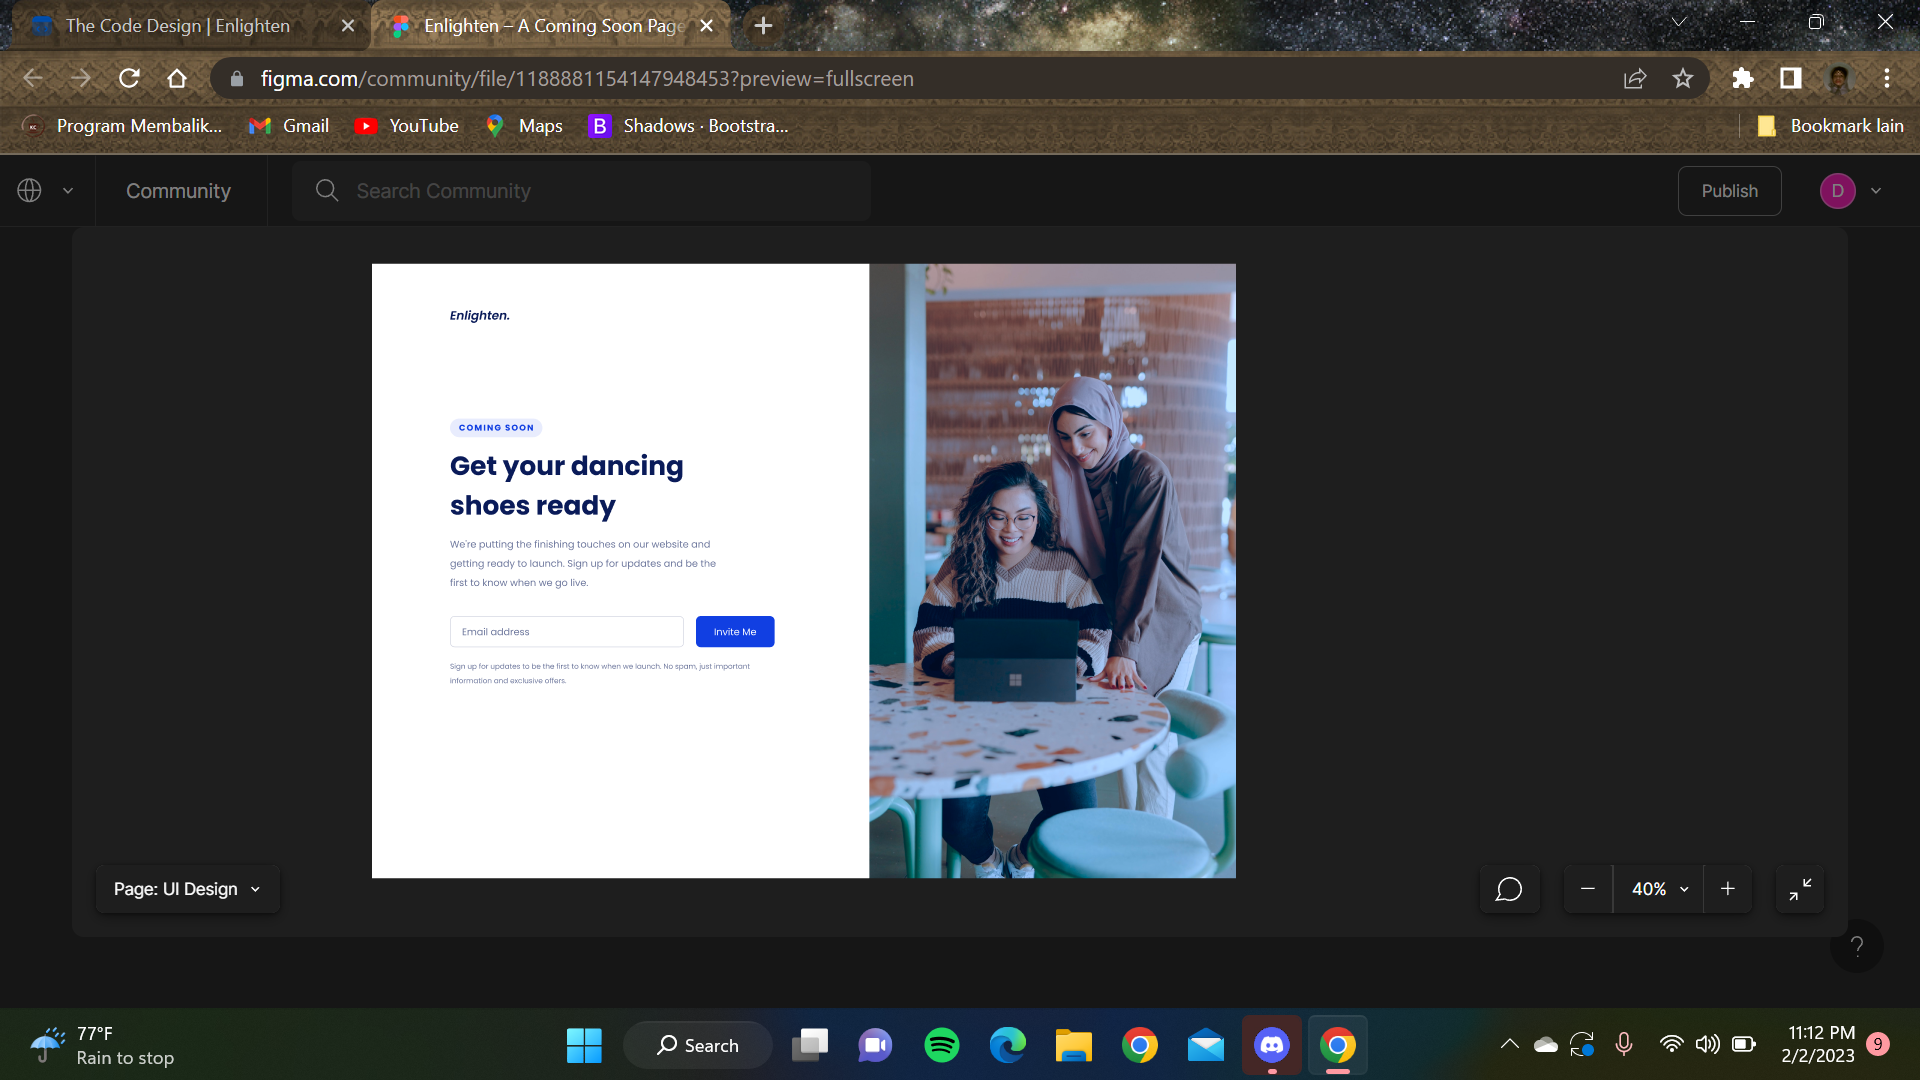 The Code Design | Enlighten
Enlighten – A Coming Soon Page
figma.com/community/file/1188881154147948453?preview=fullscreen
KC
Program Membalik...
Gmail
YouTube
Maps
B
Shadows · Bootstra...
Bookmark lain
Community
Search Community
Publish
D
Enlighten.
COMING SOON
Get your dancing
shoes ready
We're putting the finishing touches on our website and
getting ready to launch. Sign up for updates and be the
first to know when we go live.
Email address
Invite Me
Sign up for updates to be the first to know when we launch. No spam, just important
information and exclusive offers.
Page: UI Design
40%
?
77°F
Rain to stop
Search
11:12 PM
2/2/2023
9